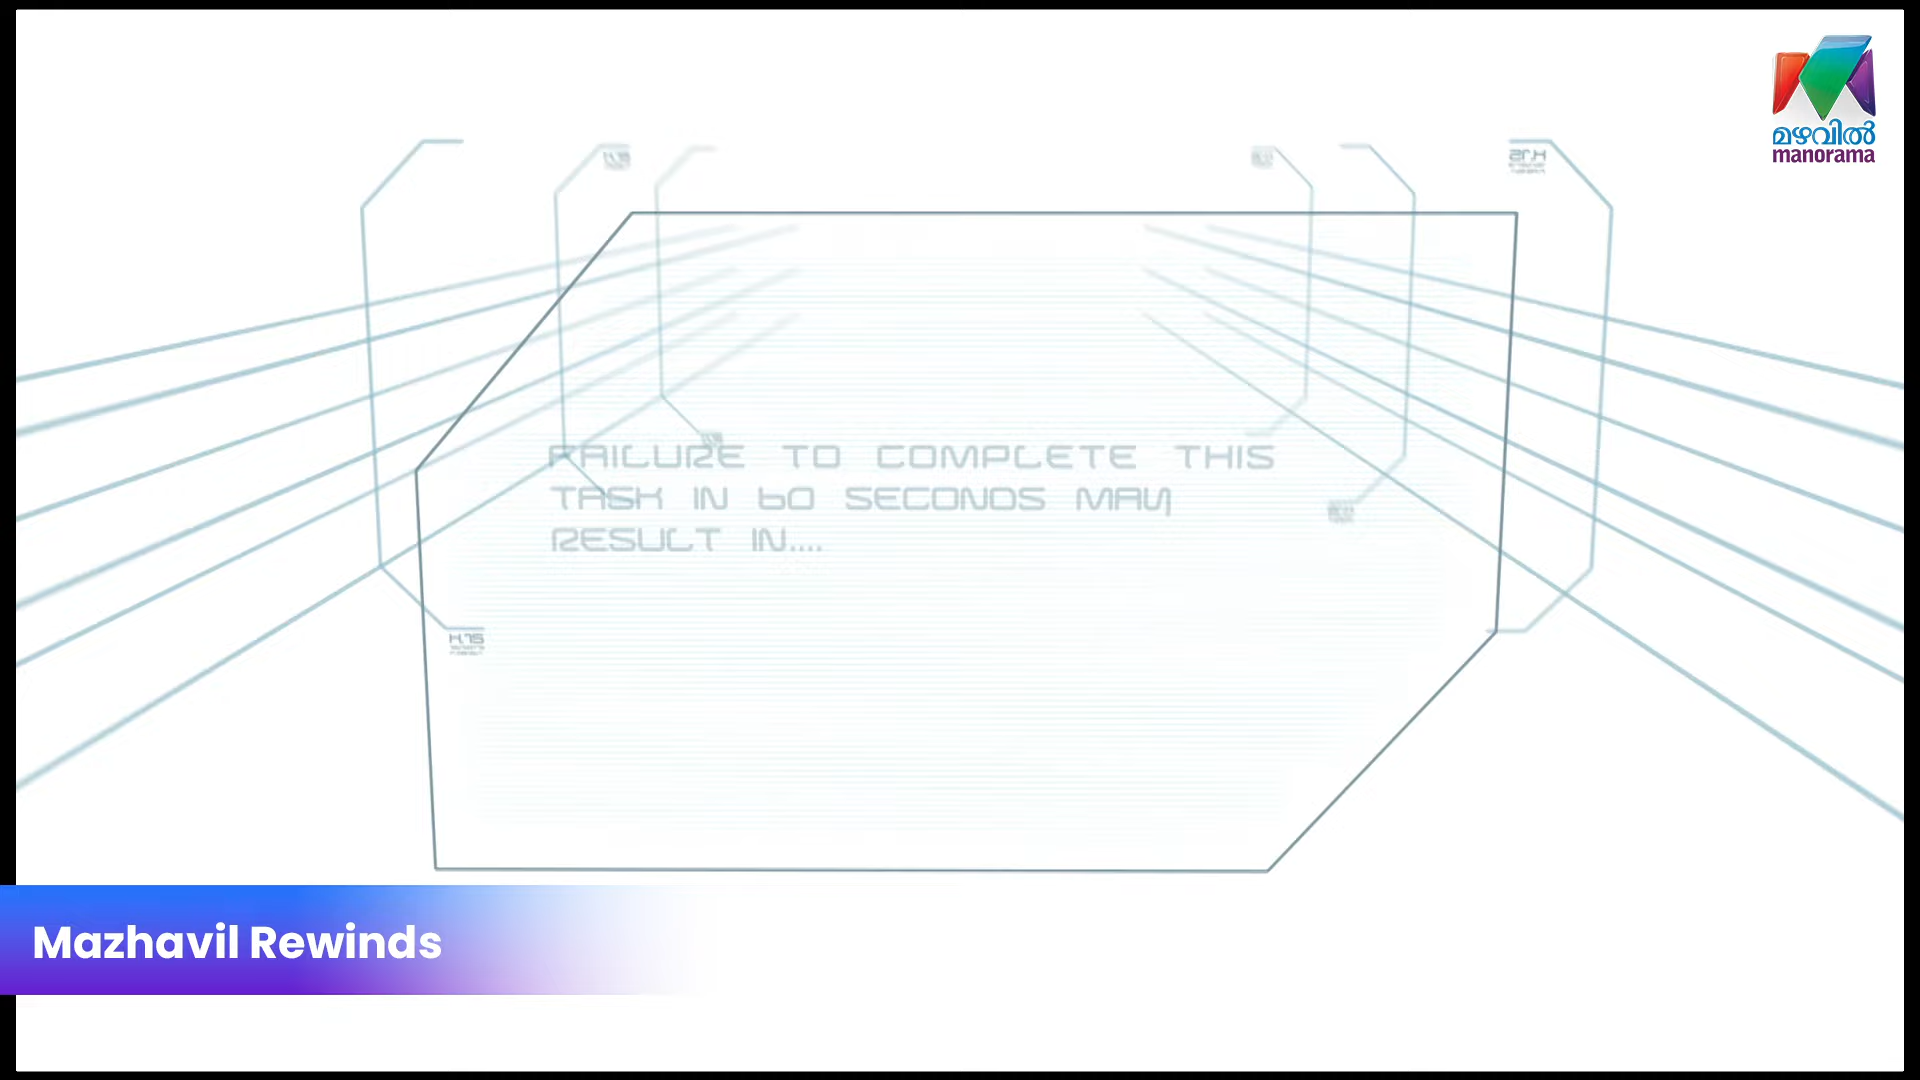 മഴവിൽ
manorama
FAILURE TO COMPLETE THIS
TASK IN 60 SECONDS MAY
RESULT IN....
Mazhavil Rewinds